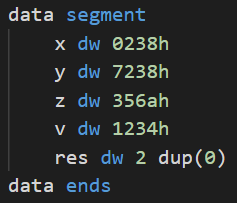 data segment
    x dw 0238h
    y dw 7238h
    z dw 356ah
    v dw 1234h
    res dw 2 dup(0)
data ends